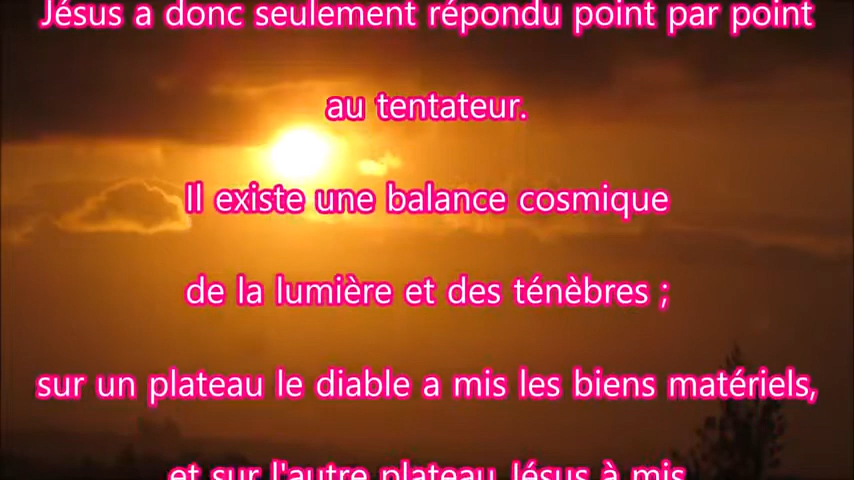 Jésus a donc seulement répondu point par point
au tentateur.
Il existe une balance cosmique
de la lumière et des ténèbres ;
sur un plateau le diable a mis les biens matériels,
et sur l'autre plateau Jésus à mis